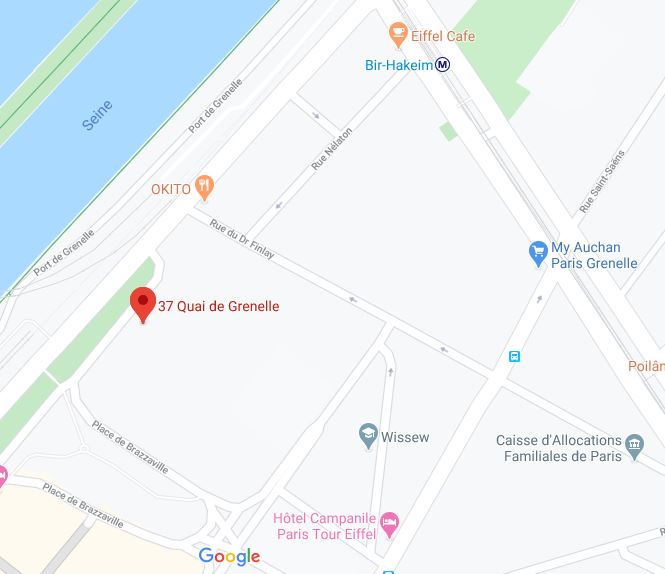 Eiffel Cafe
Bir-Hakeim M
Port de Grenelle
Seine
Rue Nélaton
Rue Saint-Saëns
OKITO
Rue du Dr Finlay
Port de Grenelle
My Auchan
Paris Grenelle
37 Quai de Grenelle
Poilân
Place de Brazzaville
Wissew
Caisse d'Allocations
Familiales de Paris
Place de Brazzaville
Hôtel Campanile
Paris Tour Eiffel
Google